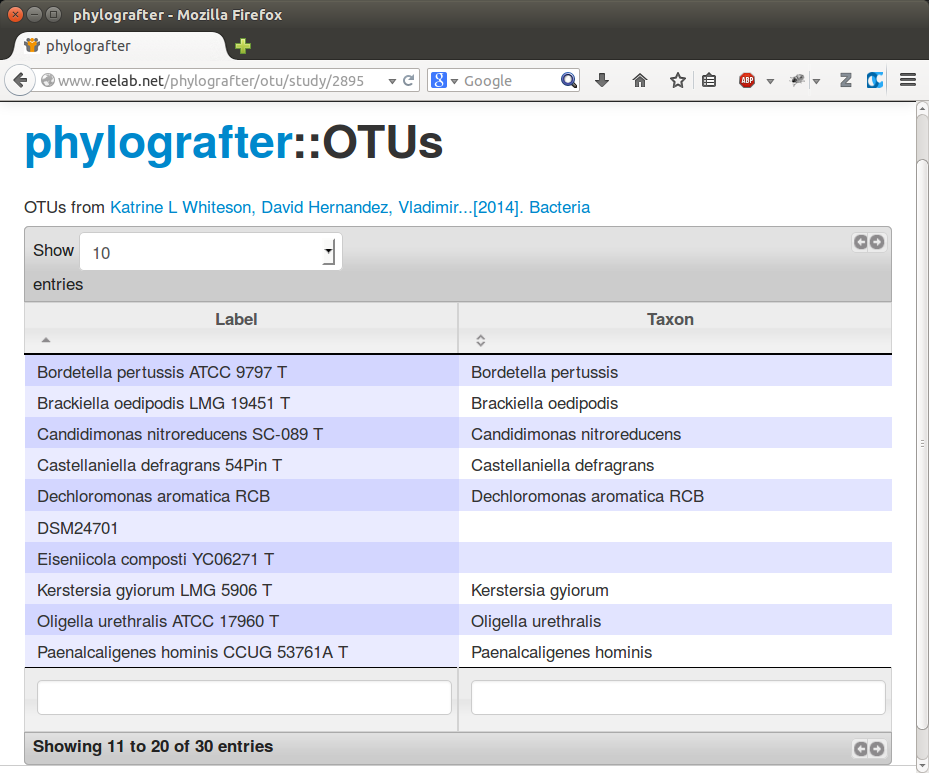 phylografter - Mozilla Firefox
phylografter
www.reelab.net/phylografter/otu/study/2895
Google
ABP
phylografter::OTUs
OTUs from Katrine L Whiteson, David Hernandez, Vladimir...[2014]. Bacteria
Show 10
entries
Label Taxon
Bordetella pertussis ATCC 9797 T Bordetella pertussis
Brackiella oedipodis LMG 19451 T Brackiella oedipodis
Candidimonas nitroreducens SC-089 T Candidimonas nitroreducens
Castellaniella defragrans 54Pin T Castellaniella defragrans
Dechloromonas aromatica RCB Dechloromonas aromatica RCB
DSM24701
Eiseniicola composti YC06271 T
Kerstersia gyiorum LMG 5906 T Kerstersia gyiorum
Oligella urethralis ATCC 17960 T Oligella urethralis
Paenalcaligenes hominis CCUG 53761A T Paenalcaligenes hominis
Showing 11 to 20 of 30 entries